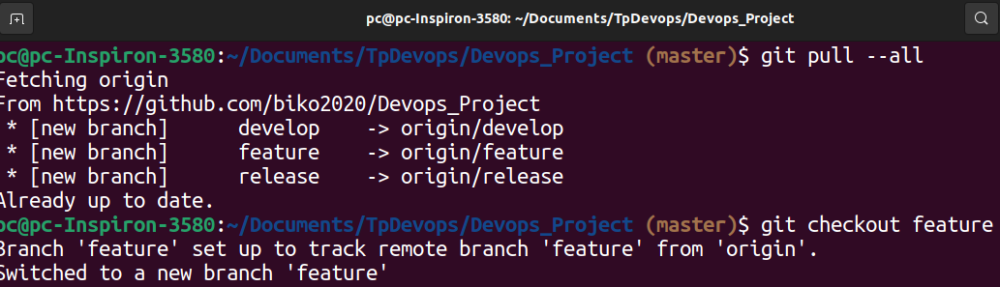 pc@pc-Inspiron-3580: ~/Documents/TpDevops/Devops_Project
pc@pc-Inspiron-3580:~/Documents/TpDevops/Devops_Project (master)$ git pull --all
Fetching origin
From https://github.com/biko2020/Devops_Project
 * [new branch]      develop    -> origin/develop
 * [new branch]      feature    -> origin/feature
 * [new branch]      release    -> origin/release
Already up to date.
pc@pc-Inspiron-3580:~/Documents/TpDevops/Devops_Project (master)$ git checkout feature
Branch 'feature' set up to track remote branch 'feature' from 'origin'.
Switched to a new branch 'feature'